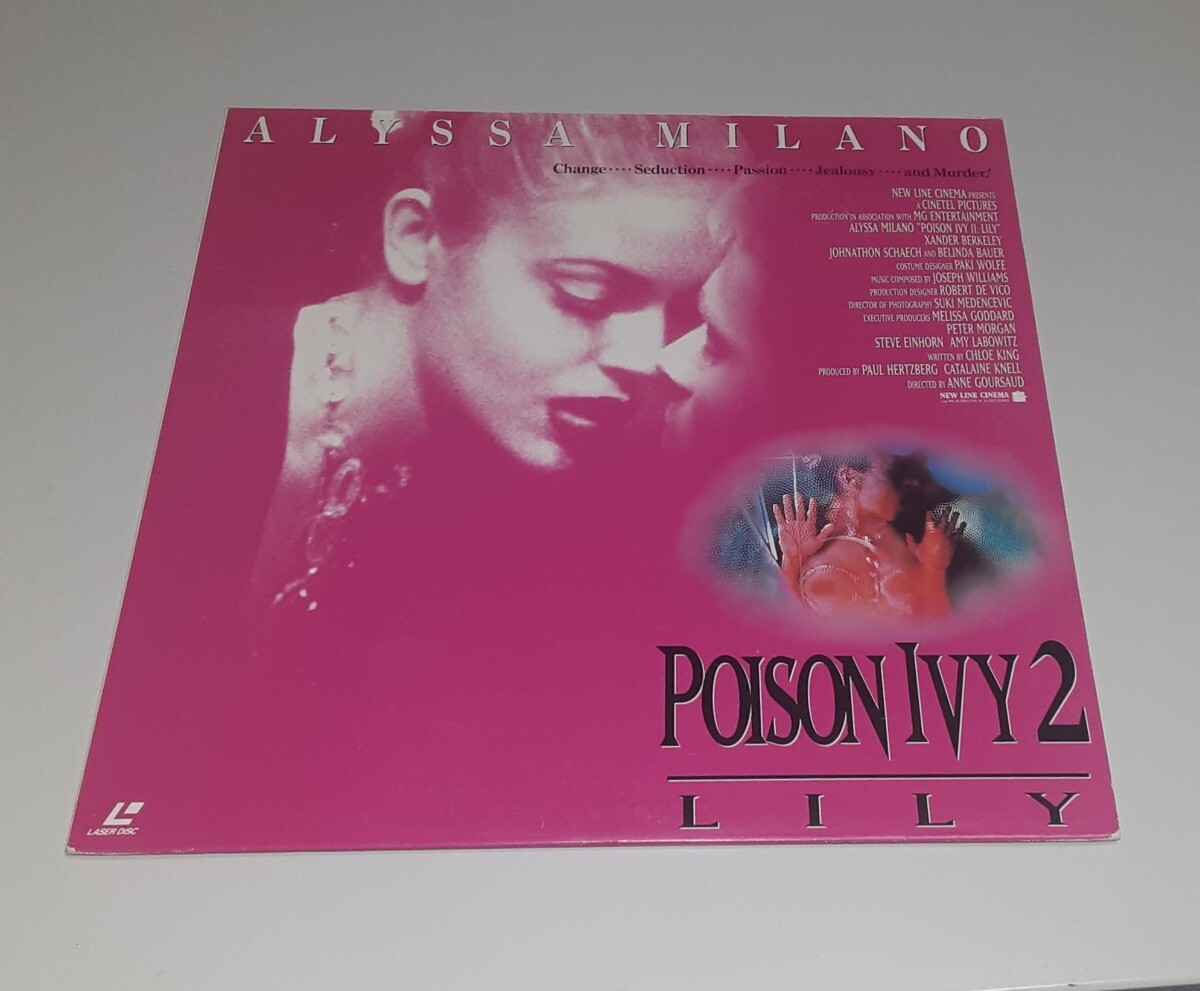 ALYSSA MILANO
Change ···· Seduction ···· Passion ···· Jealousy ···· and Murder!
NEW LINE CINEMA PRESENTS
A CINETEL PICTURES
PRODUCTION IN ASSOCIATION WITH MG ENTERTAINMENT
ALYSSA MILANO "POISON IVY II: LILY"
XANDER BERKELEY
JOHNATHON SCHAECH AND BELINDA BAUER
COSTUME DESIGNER PAKI WOLFE
MUSIC COMPOSED BY JOSEPH WILLIAMS
PRODUCTION DESIGNER ROBERT DE VICO
DIRECTOR OF PHOTOGRAPHY SUKI MEDENCEVIC
EXECUTIVE PRODUCERS MELISSA GODDARD
PETER MORGAN
STEVE EINHORN AMY LABOWITZ
WRITTEN BY CHLOE KING
PRODUCED BY PAUL HERTZBERG CATALAINE KNELL
DIRECTED BY ANNE GOURSAUD
NEW LINE CINEMA
POISON IVY 2
LILY
LASER DISC